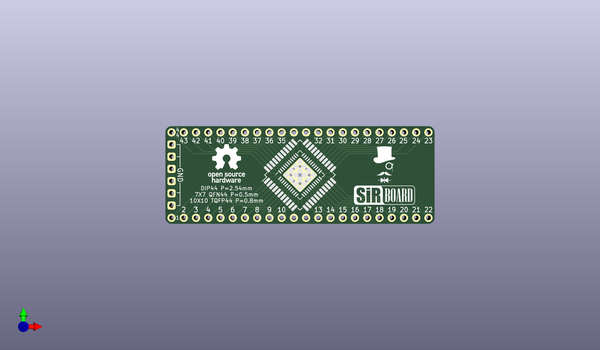 43 42 41 40 39 38 37 36 35 32 31 30 29 28 27 26 25 24 23
GND
open source
hardware
DIP44 P=2.54mm
7X7 QFN44 P=0.5mm
10X10 TQFP44 P=0.8mm
SiR BOARD
2 3 4 5 6 7 8 9 10 13 14 15 16 17 18 19 20 21 22